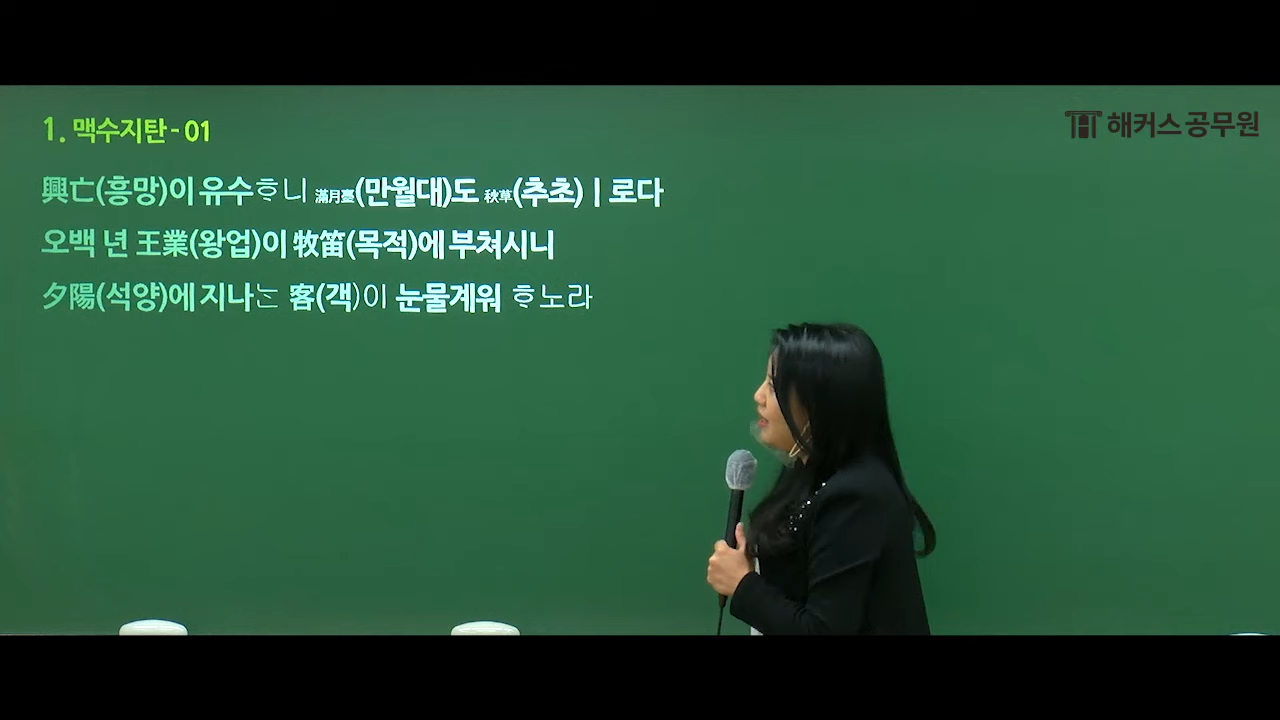 1. 맥수지탄 - 01
해커스 공무원
興亡(흥망)이 유수ᄒᆞ니 滿月臺(만월대)도 秋草(추초)ㅣ로다
오백 년 王業(왕업)이 牧笛(목적)에 부쳐시니
夕陽(석양)에 지나ᄂᆞᆫ 客(객)이 눈물계워 ᄒᆞ노라